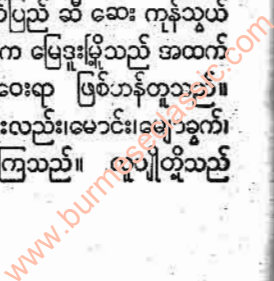 ပြည် ဆီ ဆေး ကုန်သွယ်
က မြေဒူးမြို့သည် အထက်
ဝေးရာ ဖြစ်ဟန်တူသည်။
လည်း၊မောင်း၊မျှောခွက်၊
ကြသည်။ လူပျိုတို့သည်
www.burmeseclassic.com